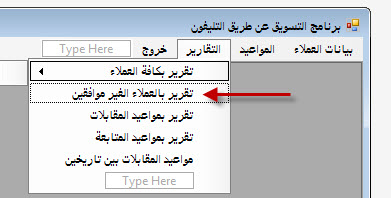 برنامج التسويق عن طريق التليفون
بيانات العملاء المواعيد التقارير خروج Type Here
تقرير بكافة العملاء
تقرير بالعملاء الغير موافقين
تقرير بمواعيد المقابلات
تقرير بمواعيد المتابعة
مواعيد المقابلات بين تاريخين
Type Here